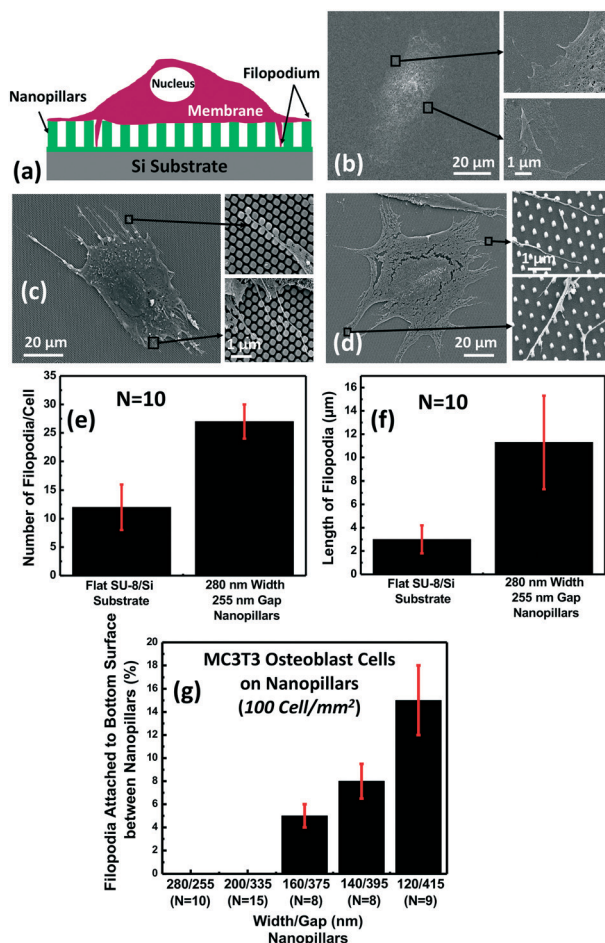 Nucleus
Filopodium
Nanopillars
Membrane
Si Substrate
(a)
(b)
20 µm
1 µm
(c)
20 µm
1 µm
(d)
20 µm
1 µm
(e)
N=10
Number of Filopodia/Cell
35
30
25
20
15
10
5
0
Flat SU-8/Si
Substrate
280 nm Width
255 nm Gap
Nanopillars
(f)
N=10
Length of Filopodia (µm)
16
14
12
10
8
6
4
2
0
Flat SU-8/Si
Substrate
280 nm Width
255 nm Gap
Nanopillars
(g)
MC3T3 Osteoblast Cells
on Nanopillars
(100 Cell/mm²)
Filopodia Attached to Bottom Surface
between Nanopillars (%)
20
18
16
14
12
10
8
6
4
2
0
280/255 200/335 160/375 140/395 120/415
(N=10) (N=15) (N=8) (N=8) (N=9)
Width/Gap (nm)
Nanopillars